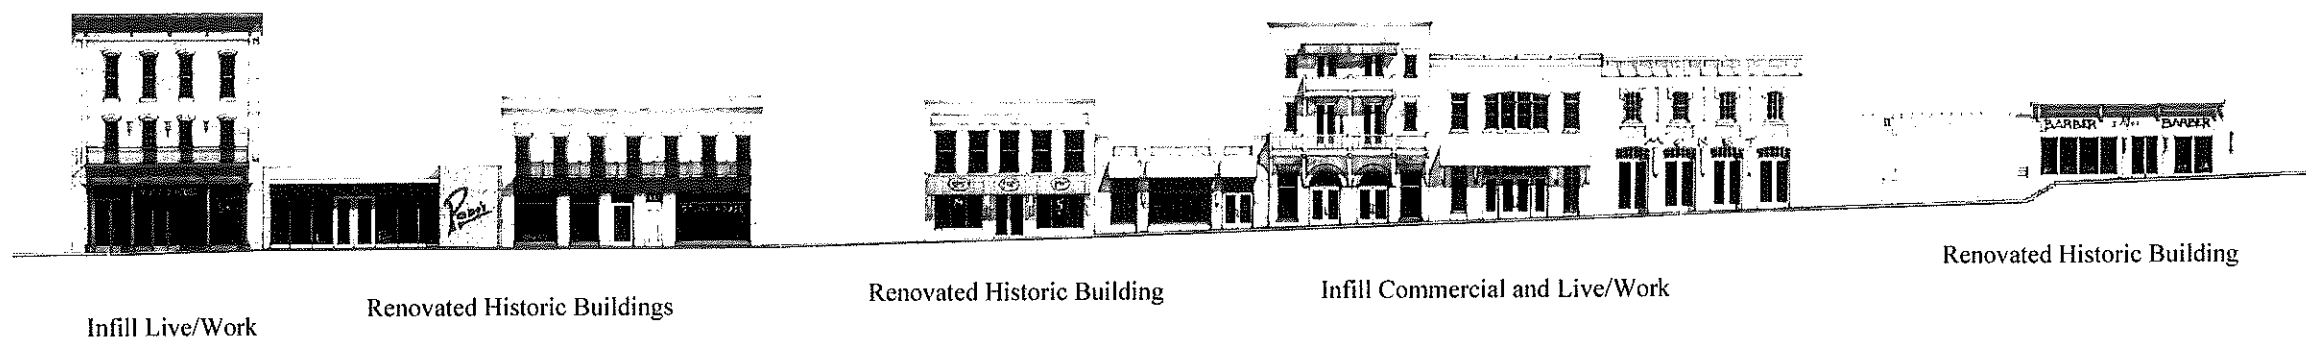 BARBER BARBER
Renovated Historic Building
Renovated Historic Building
Infill Commercial and Live/Work
Renovated Historic Buildings
Infill Live/Work